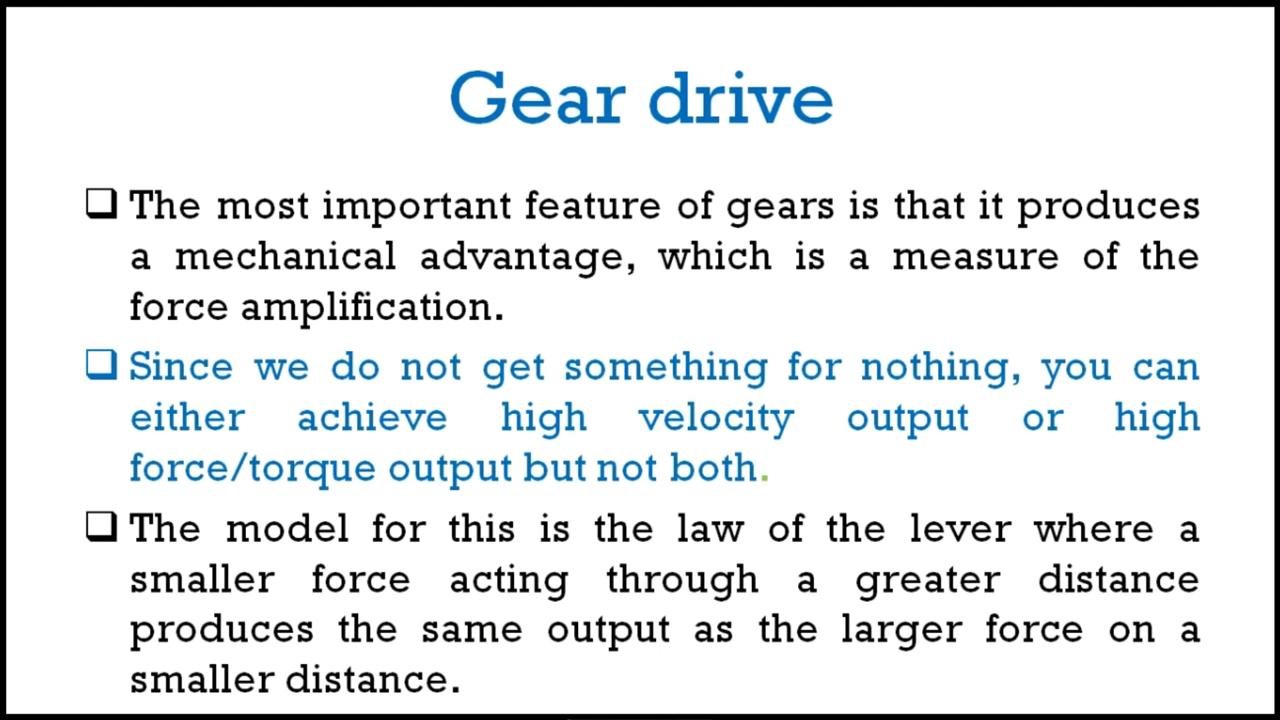 Gear drive
The most important feature of gears is that it produces
a mechanical advantage, which is a measure of the
force amplification.
Since we do not get something for nothing, you can
either achieve high velocity output or high
force/torque output but not both.
The model for this is the law of the lever where a
smaller force acting through a greater distance
produces the same output as the larger force on a
smaller distance.